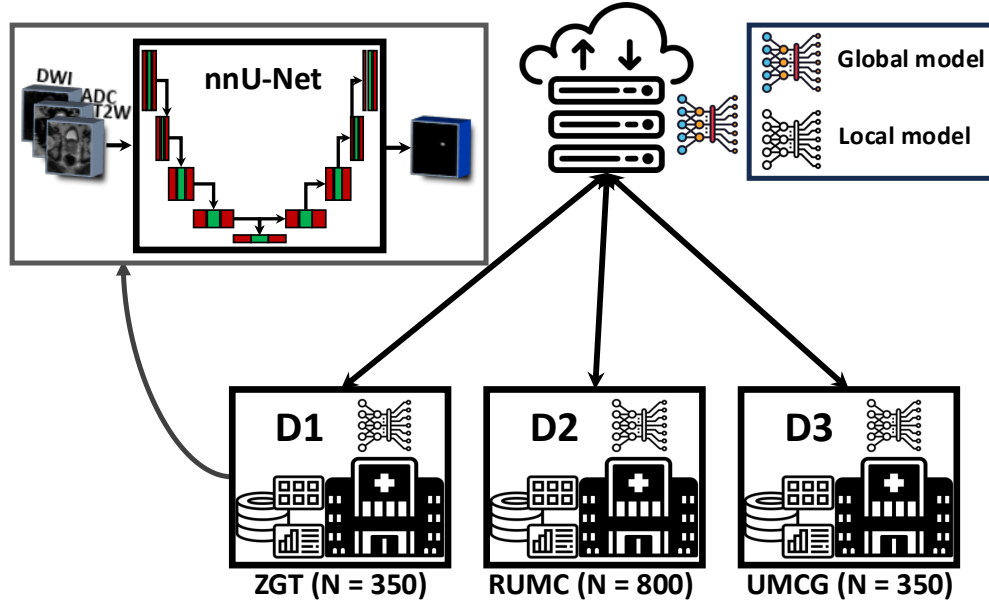 nnU-Net
DWI
ADC
T2W
Global model
Local model
D1
D2
D3
ZGT (N = 350)
RUMC (N = 800)
UMCG (N = 350)